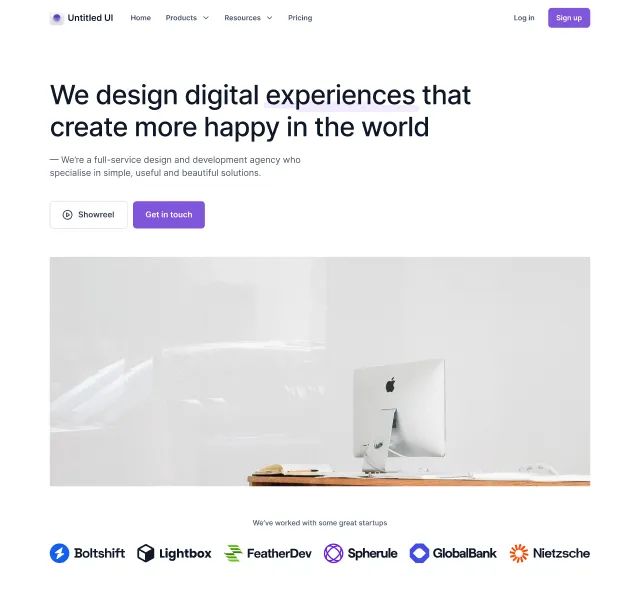 Untitled UI
Home
Products
Resources
Pricing
Log in
Sign up
We design digital experiences that
create more happy in the world
— We're a full-service design and development agency who
specialise in simple, useful and beautiful solutions.
Showreel
Get in touch
We've worked with some great startups
Boltshift
Lightbox
FeatherDev
Spherule
GlobalBank
Nietzsche